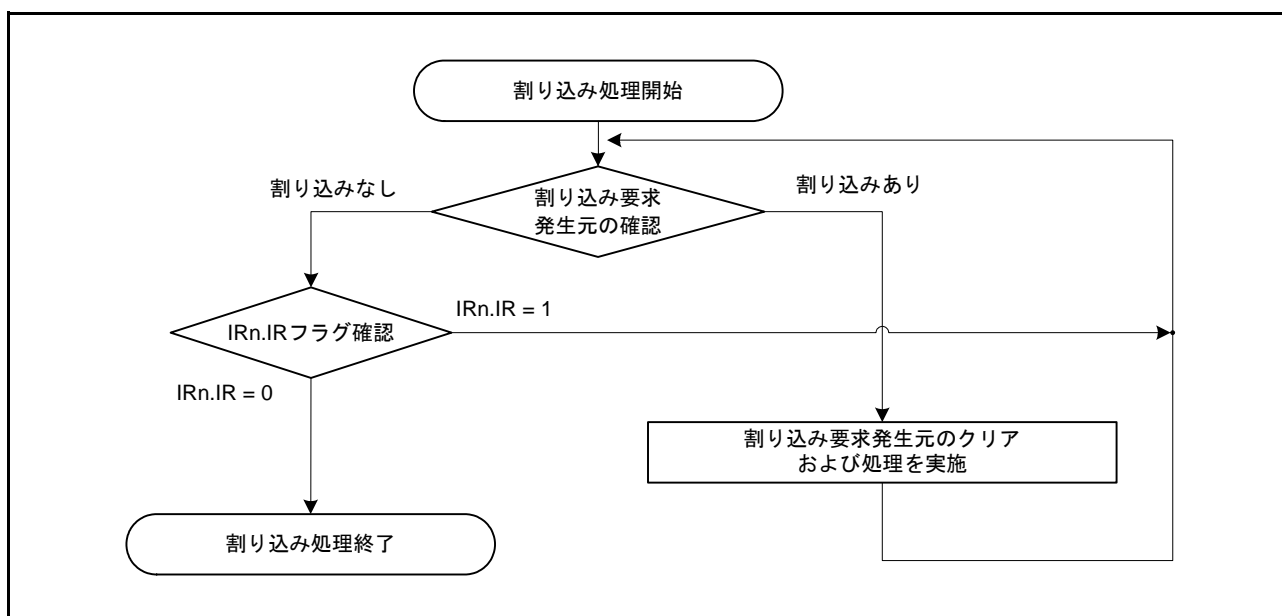 割り込み処理開始
割り込みなし
割り込みあり
割り込み要求
発生元の確認
IRn.IR = 1
IRn.IRフラグ確認
IRn.IR = 0
割り込み要求発生元のクリア
および処理を実施
割り込み処理終了